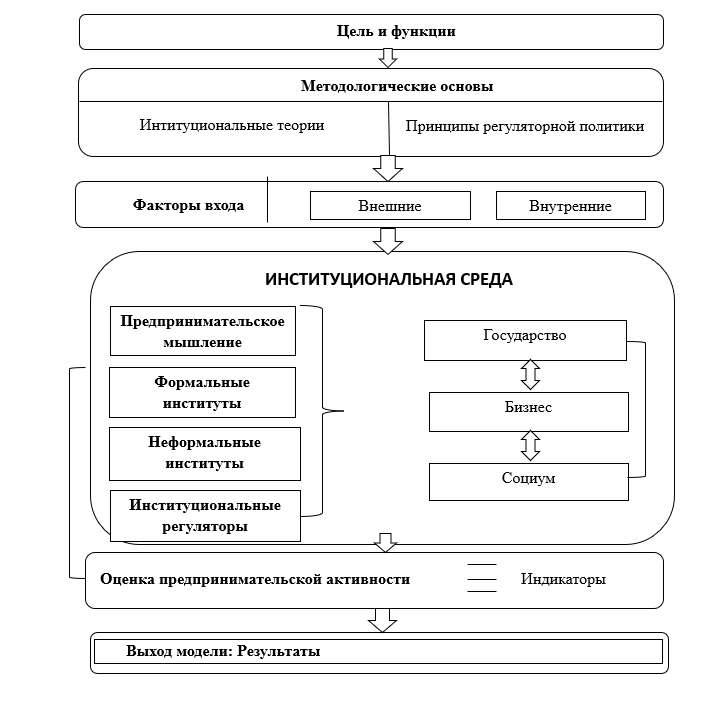 Цель и функции
Методологические основы
Интитуциональные теории
Принципы регуляторной политики
Факторы входа
Внешние
Внутренние
ИНСТИТУЦИОНАЛЬНАЯ СРЕДА
Предпринимательское
мышление
Формальные
институты
Неформальные
институты
Институциональные
регуляторы
Государство
Бизнес
Социум
Оценка предпринимательской активности
Индикаторы
Выход модели: Результаты